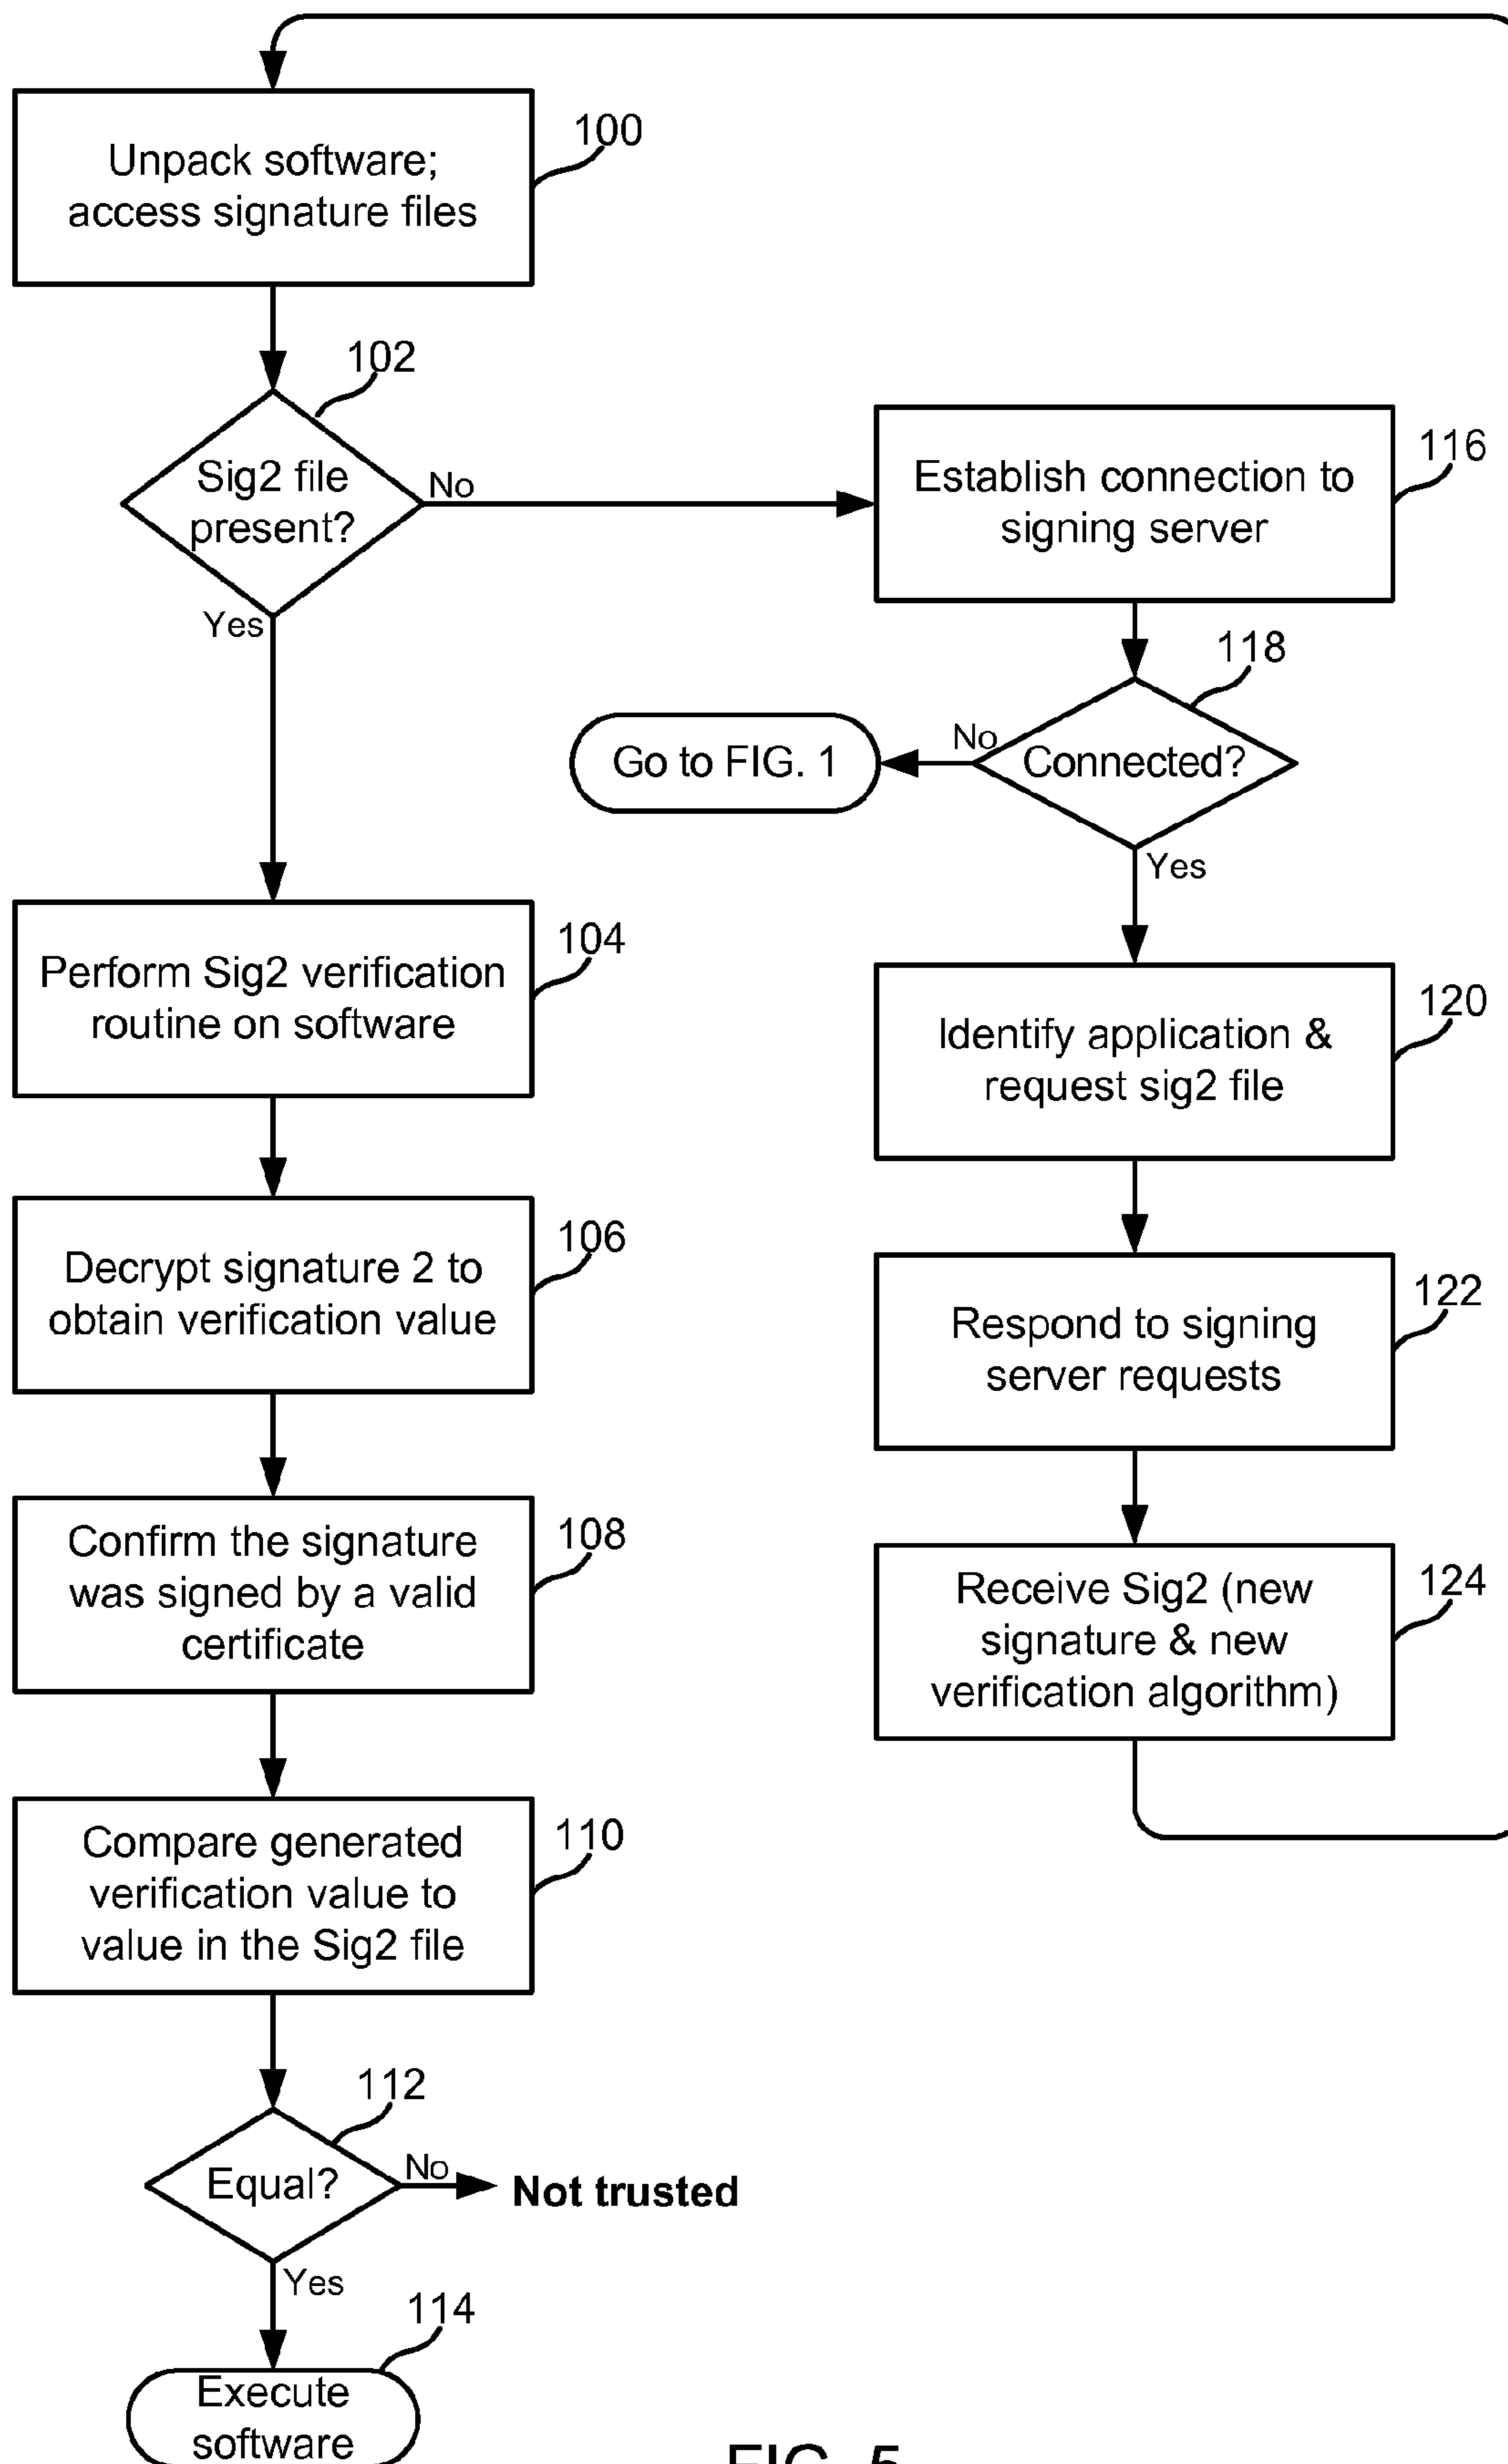 100
Unpack software;
access signature files
102
Sig2 file
present?
No
Yes
116
Establish connection to
signing server
118
Connected?
No
Go to FIG. 1
Yes
104
Perform Sig2 verification
routine on software
120
Identify application &
request sig2 file
106
Decrypt signature 2 to
obtain verification value
122
Respond to signing
server requests
108
Confirm the signature
was signed by a valid
certificate
124
Receive Sig2 (new
signature & new
verification algorithm)
110
Compare generated
verification value to
value in the Sig2 file
112
Equal?
No
Not trusted
Yes
114
Execute
software
FIG. 5